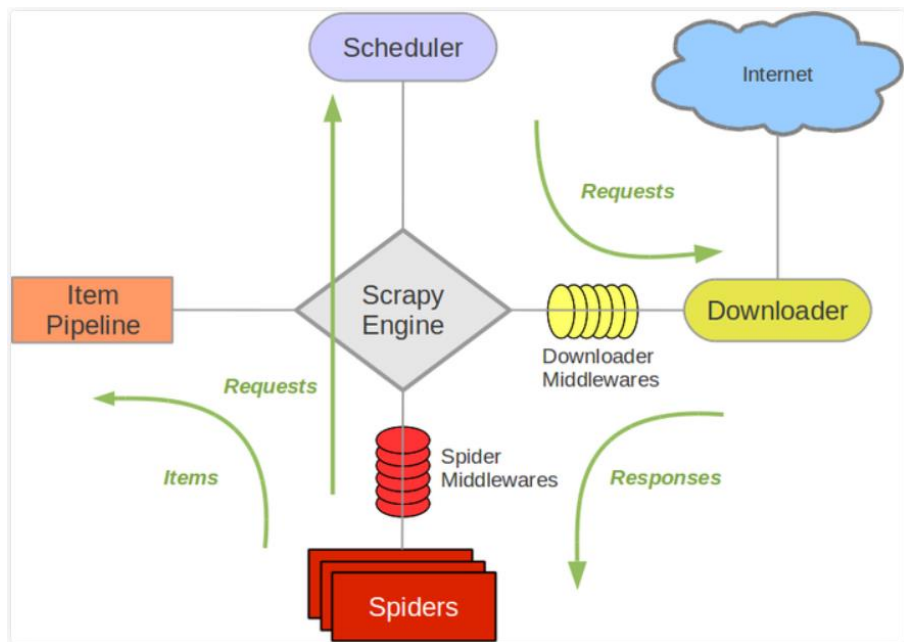 Scheduler
Internet
Requests
Item
Pipeline
Scrapy
Engine
Downloader
Downloader
Middlewares
Requests
Items
Spider
Middlewares
Responses
Spiders